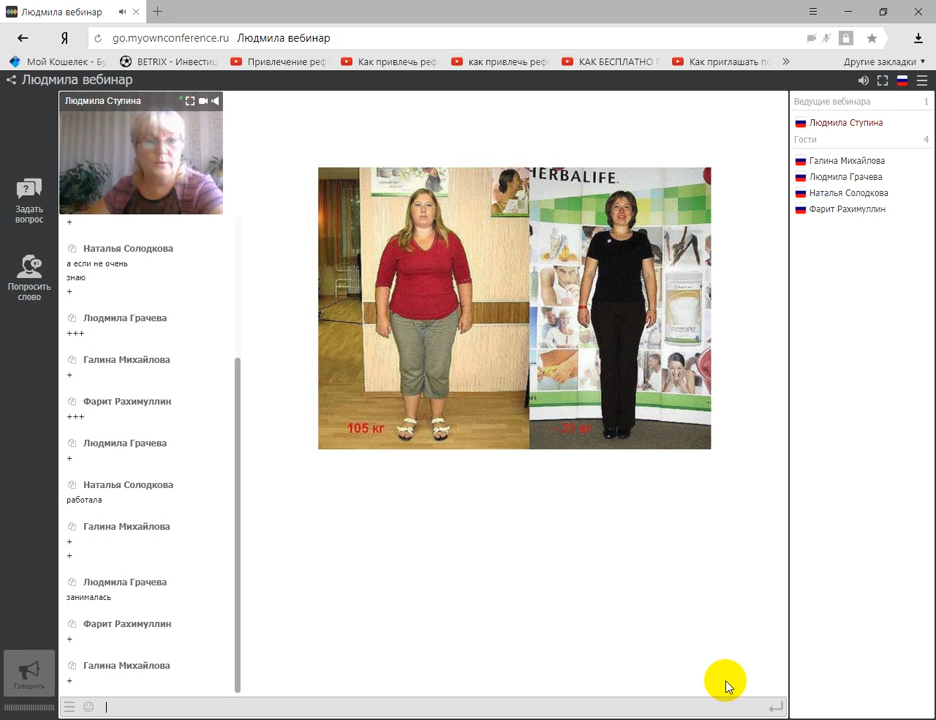 Людмила вебинар
go.myownconference.ru Людмила вебинар
Мой Кошелек - Бу
BETRIX - Инвести
Привлечение реф
Как привлечь реф
как привлечь реф
КАК БЕСПЛАТНО
Как приглашать по
Другие закладки
Людмила вебинар
Людмила Ступина
Задать вопрос
Попросить слово
Говорить
+
Наталья Солодкова
а если не очень
знаю
+
Людмила Грачева
+++
Галина Михайлова
+
Фарит Рахимуллин
+++
Людмила Грачева
+
Наталья Солодкова
работала
Галина Михайлова
+
+
Людмила Грачева
занималась
Фарит Рахимуллин
+
Галина Михайлова
+
HERBALIFE.
105 кг
Ведущие вебинара 1
Людмила Ступина
Гости 4
Галина Михайлова
Людмила Грачева
Наталья Солодкова
Фарит Рахимуллин